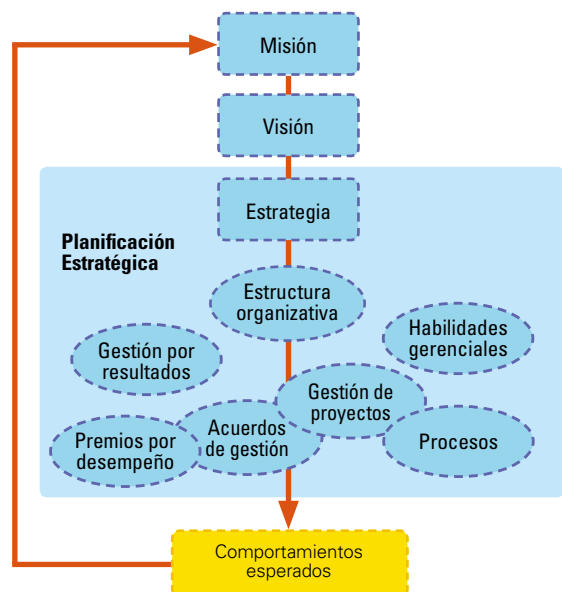 Misión
Visión
Estrategia
Planificación
Estratégica
Estructura
organizativa
Habilidades
gerenciales
Gestión por
resultados
Gestión de
proyectos
Acuerdos
de gestión
Premios por
desempeño
Procesos
Comportamientos
esperados